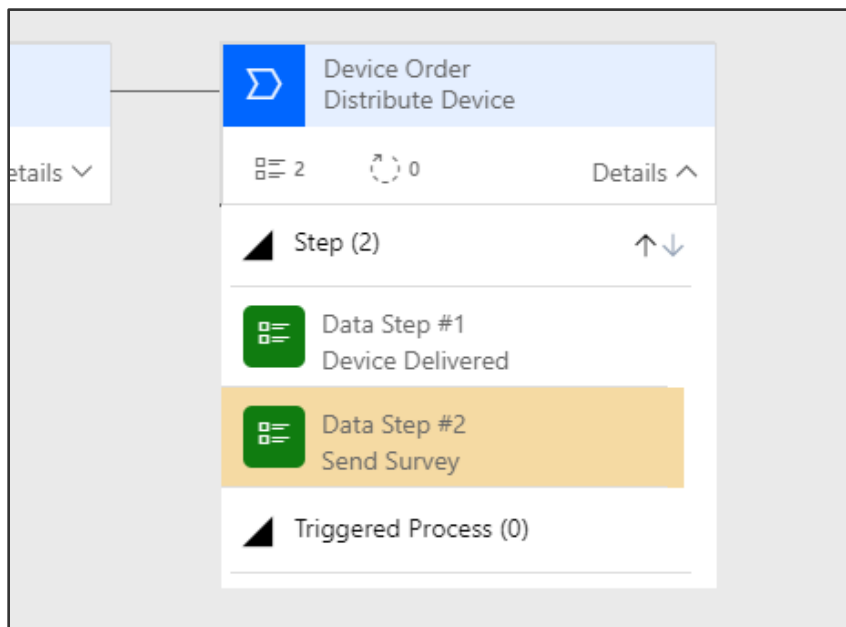 Device Order
Distribute Device
etails
2
0
Details
Step (2)
Data Step #1
Device Delivered
Data Step #2
Send Survey
Triggered Process (0)